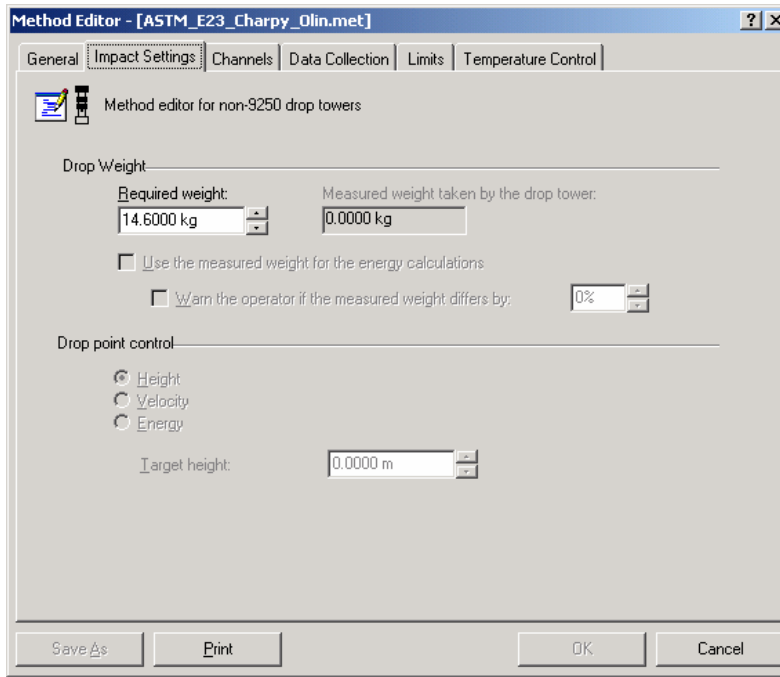 Method Editor - [ASTM_E23_Charpy_Olin.met]
General Impact Settings Channels Data Collection Limits Temperature Control
Method editor for non-9250 drop towers
Drop Weight
Required weight: Measured weight taken by the drop tower:
14.6000 kg 0.0000 kg
Use the measured weight for the energy calculations
Warn the operator if the measured weight differs by: 0%
Drop point control
Height
Velocity
Energy
Target height: 0.0000 m
Save As Print OK Cancel